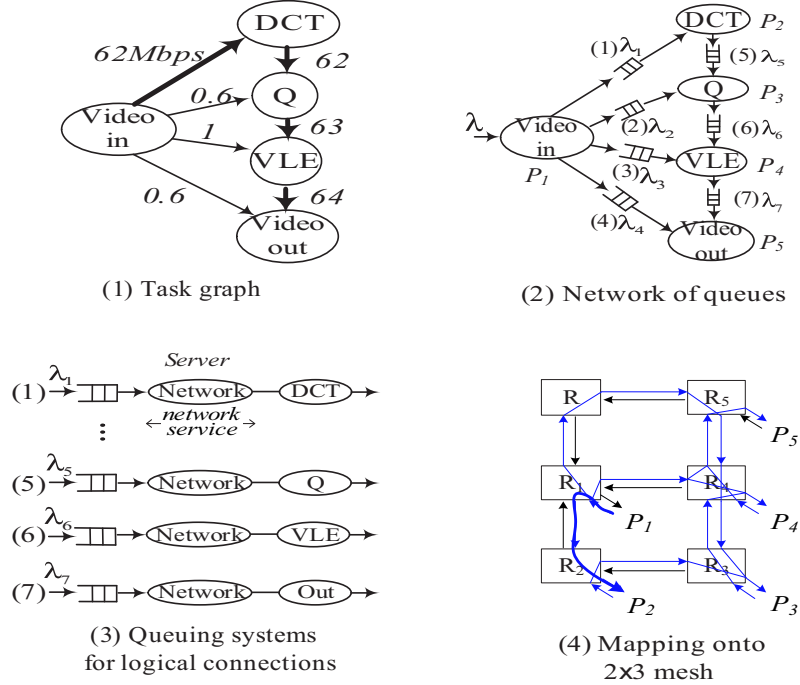 DCT
62Mbps
62
0.6
Q
Video
in
1
63
VLE
0.6
64
Video
out
(1) Task graph
DCT
P2
(1)λ1
(5)λ5
Q
P3
λ
Video
in
(2)λ2
(6)λ6
P1
(3)λ3
VLE
P4
(4)λ4
(7)λ7
Video
out
P5
(2) Network of queues
Server
(1)
λ1
Network
DCT
network
service
...
(5)
λ5
Network
Q
(6)
λ6
Network
VLE
(7)
λ7
Network
Out
(3) Queuing systems
for logical connections
R
R5
P5
R1
R4
P1
P4
R2
R3
P2
P3
(4) Mapping onto
2x3 mesh